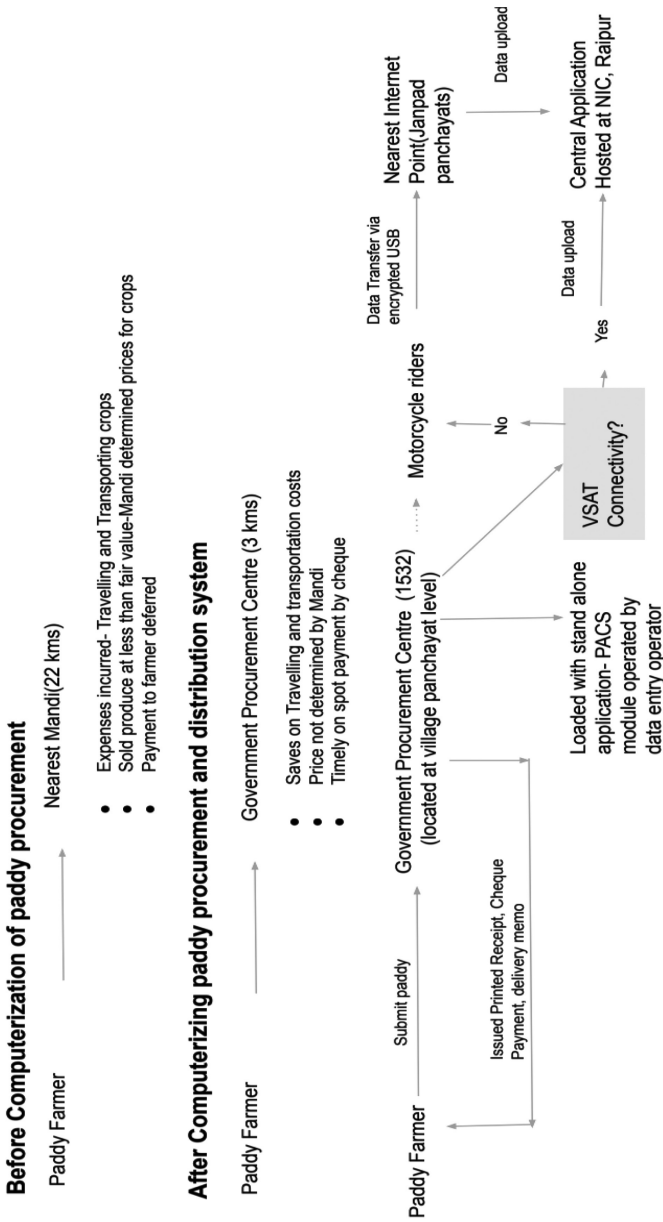 Before Computerization of paddy procurement
Paddy Farmer
Nearest Mandi(22 kms)
Expenses incurred- Travelling and Transporting crops
Sold produce at less than fair value-Mandi determined prices for crops
Payment to farmer deferred
After Computerizing paddy procurement and distribution system
Paddy Farmer
Government Procurement Centre (3 kms)
Saves on Travelling and transportation costs
Price not determined by Mandi
Timely on spot payment by cheque
Paddy Farmer
Submit paddy
Government Procurement Centre (1532)
(located at village panchayat level)
Motorcycle riders
Data Transfer via
encrypted USB
Nearest Internet
Point(Janpad
panchayats)
Data upload
Issued Printed Receipt, Cheque
Payment, delivery memo
Loaded with stand alone
application- PACS
module operated by
data entry operator
VSAT
Connectivity?
No
Yes
Data upload
Central Application
Hosted at NIC, Raipur